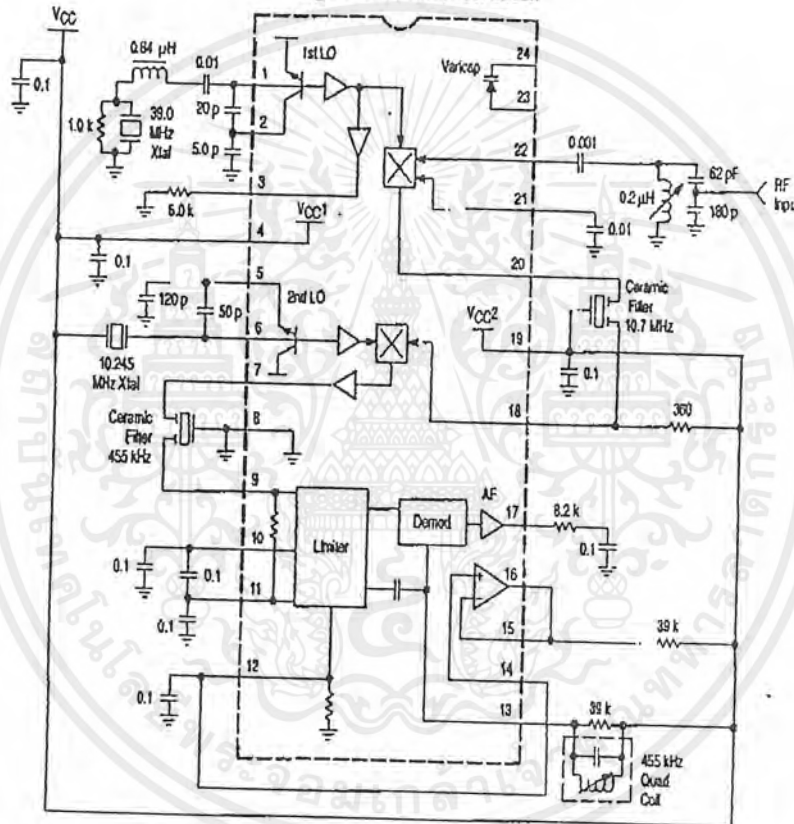 VCC
0.1
0.84 µH
0.01
1.0 k
39.0
MHz
Xtal
20 p
5.0 p
1
2
3
1st LO
6.0 k
VCC1
4
0.1
5
120 p
50 p
2nd LO
6
10.245
MHz Xtal
7
Ceramic
Filter
455 kHz
8
9
10
0.1
0.1
11
0.1
12
0.1
Limiter
Demod
AF
17
8.2 k
0.1
16
15
39 k
14
13
39 k
455 kHz
Quad
Coil
24
Varicap
23
22
0.001
62 pF
RF
Input
0.2 µH
180 p
21
0.01
20
Ceramic
Filter
10.7 MHz
VCC2
19
0.1
18
360